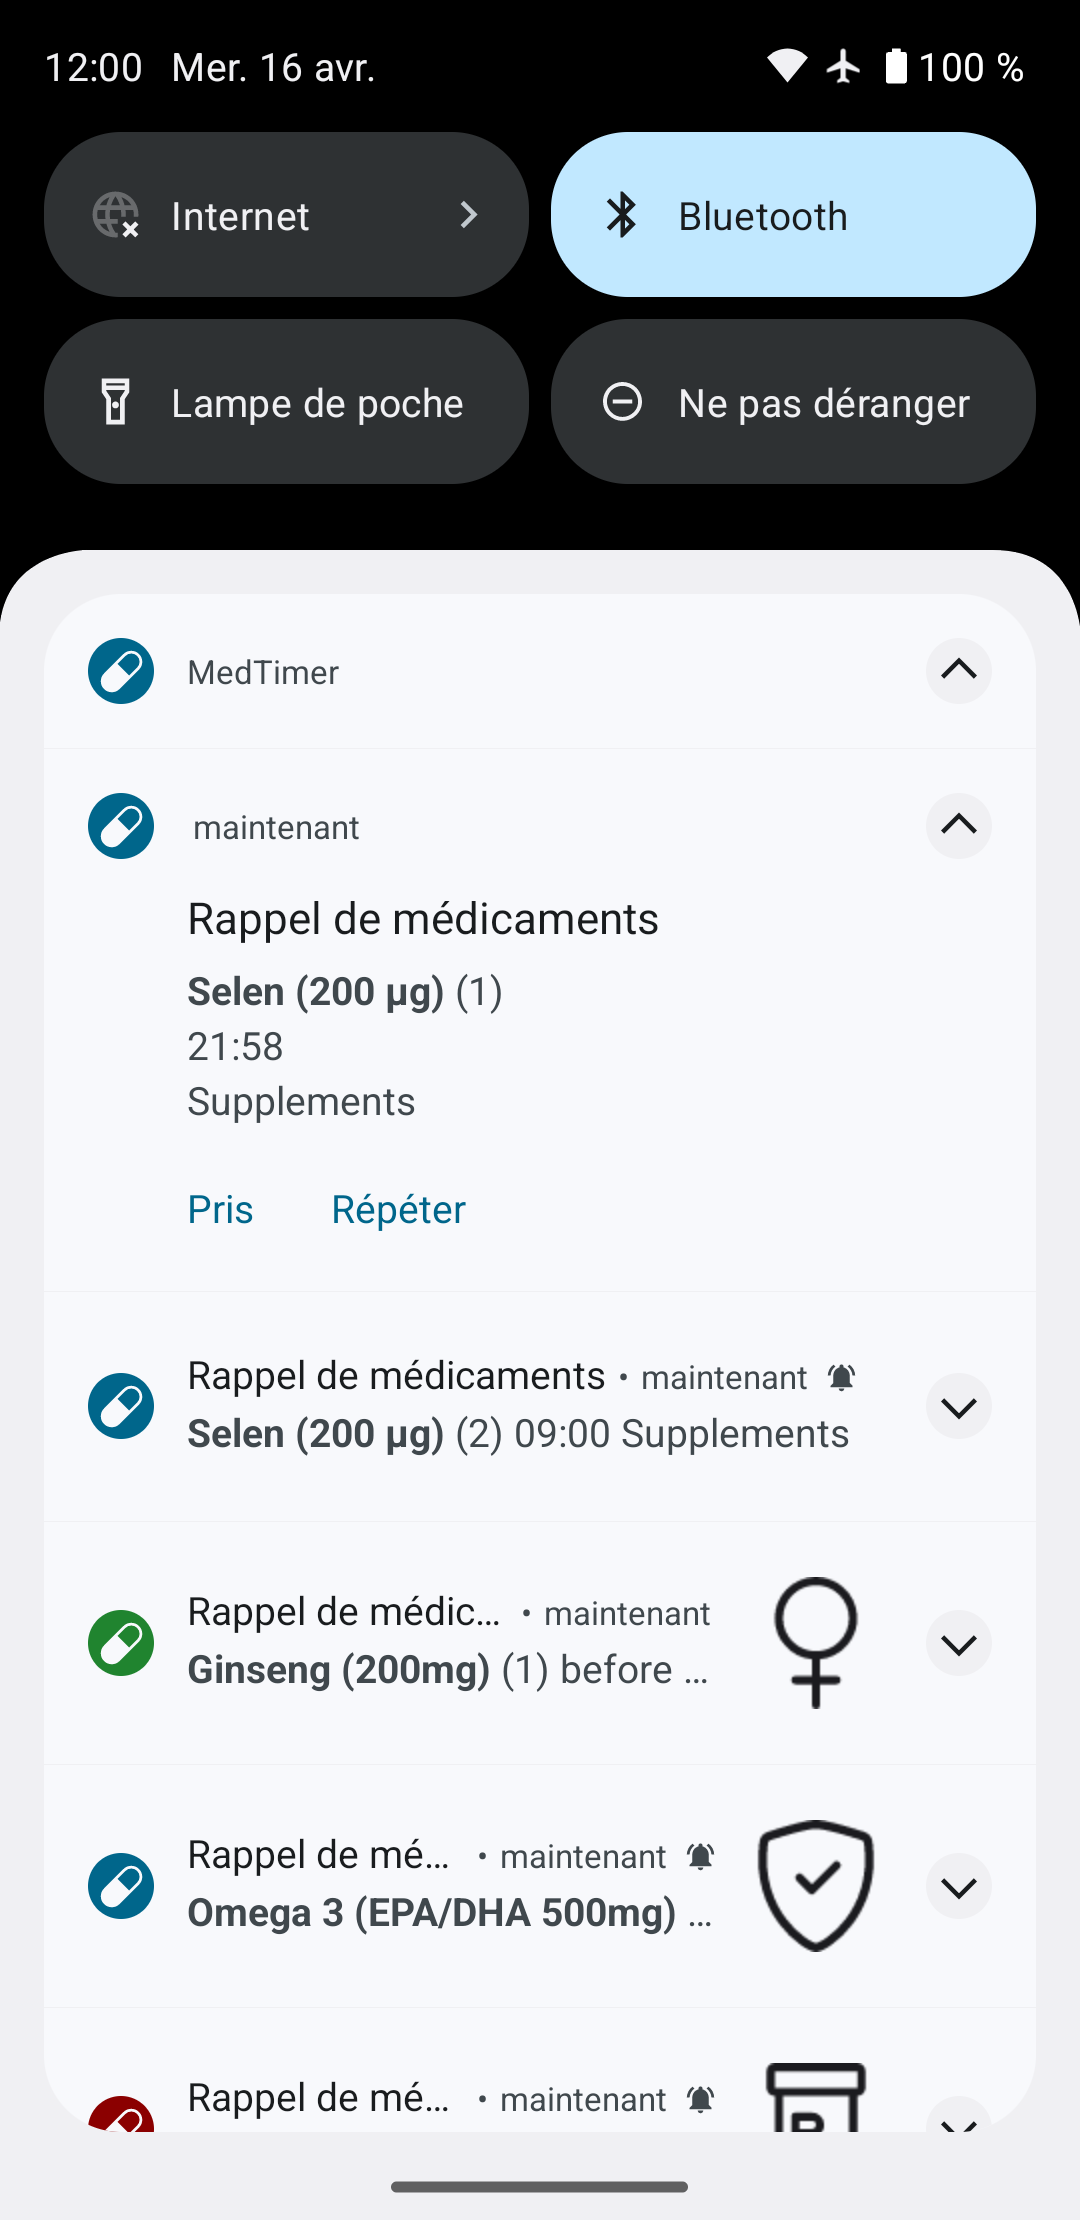 12:00 Mer. 16 avr. 100 %
Internet
Bluetooth
Lampe de poche
Ne pas déranger
MedTimer
maintenant
Rappel de médicaments
Selen (200 µg) (1)
21:58
Supplements
Pris Répéter
Rappel de médicaments • maintenant
Selen (200 µg) (2) 09:00 Supplements
Rappel de médic… • maintenant
Ginseng (200mg) (1) before …
Rappel de mé… • maintenant
Omega 3 (EPA/DHA 500mg) …
Rappel de mé… • maintenant